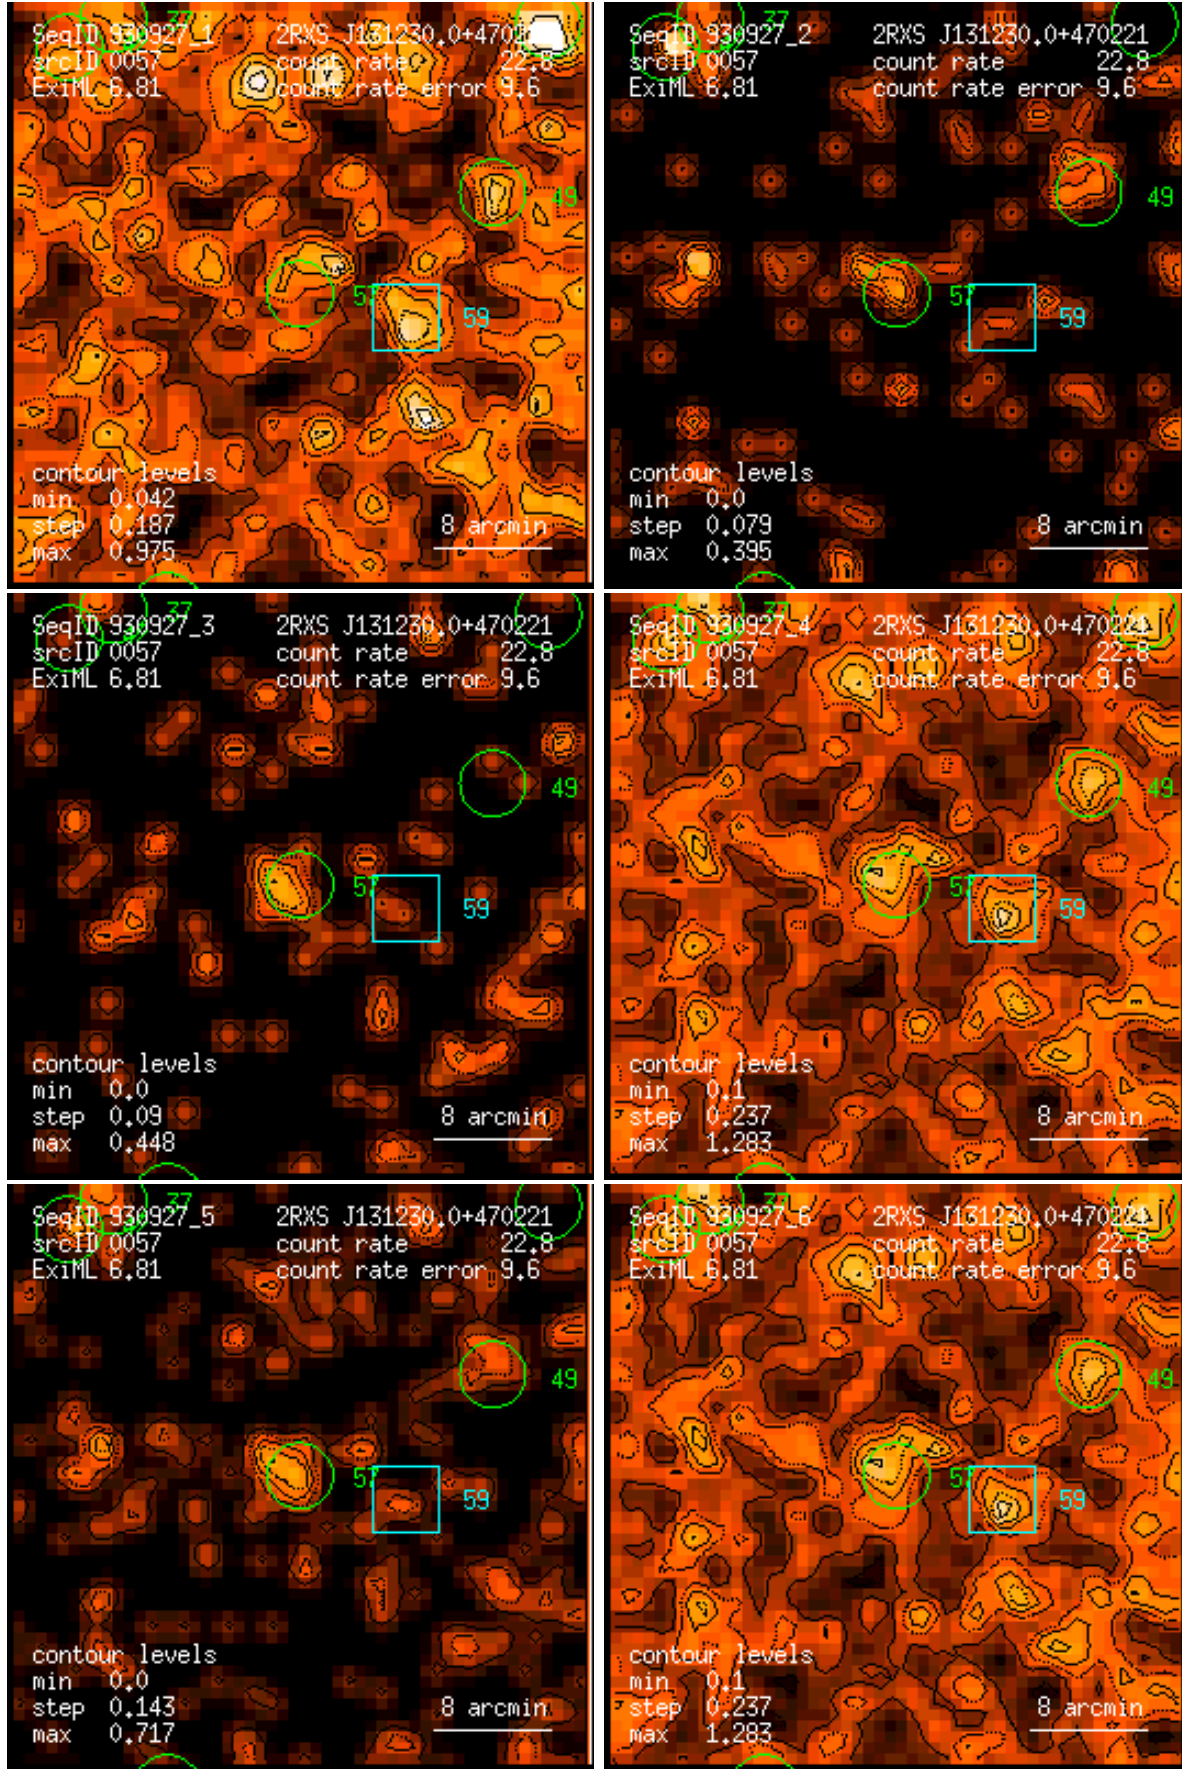 37
SeqID 930927_1 2RXS J131230.0+470221
srcID 0057 count rate 22.8
ExiML 6.81 count rate error 9.6
49
57
59
contour levels
min 0.042
step 0.187
max 0.975
8 arcmin
37
SeqID 930927_2 2RXS J131230.0+470221
srcID 0057 count rate 22.8
ExiML 6.81 count rate error 9.6
49
57
59
contour levels
min 0.0
step 0.079
max 0.395
8 arcmin
37
SeqID 930927_3 2RXS J131230.0+470221
srcID 0057 count rate 22.8
ExiML 6.81 count rate error 9.6
49
57
59
contour levels
min 0.0
step 0.09
max 0.448
8 arcmin
37
SeqID 930927_4 2RXS J131230.0+470221
srcID 0057 count rate 22.8
ExiML 6.81 count rate error 9.6
49
57
59
contour levels
min 0.1
step 0.237
max 1.283
8 arcmin
37
SeqID 930927_5 2RXS J131230.0+470221
srcID 0057 count rate 22.8
ExiML 6.81 count rate error 9.6
49
57
59
contour levels
min 0.0
step 0.143
max 0.717
8 arcmin
37
SeqID 930927_6 2RXS J131230.0+470221
srcID 0057 count rate 22.8
ExiML 6.81 count rate error 9.6
49
57
59
contour levels
min 0.1
step 0.237
max 1.283
8 arcmin